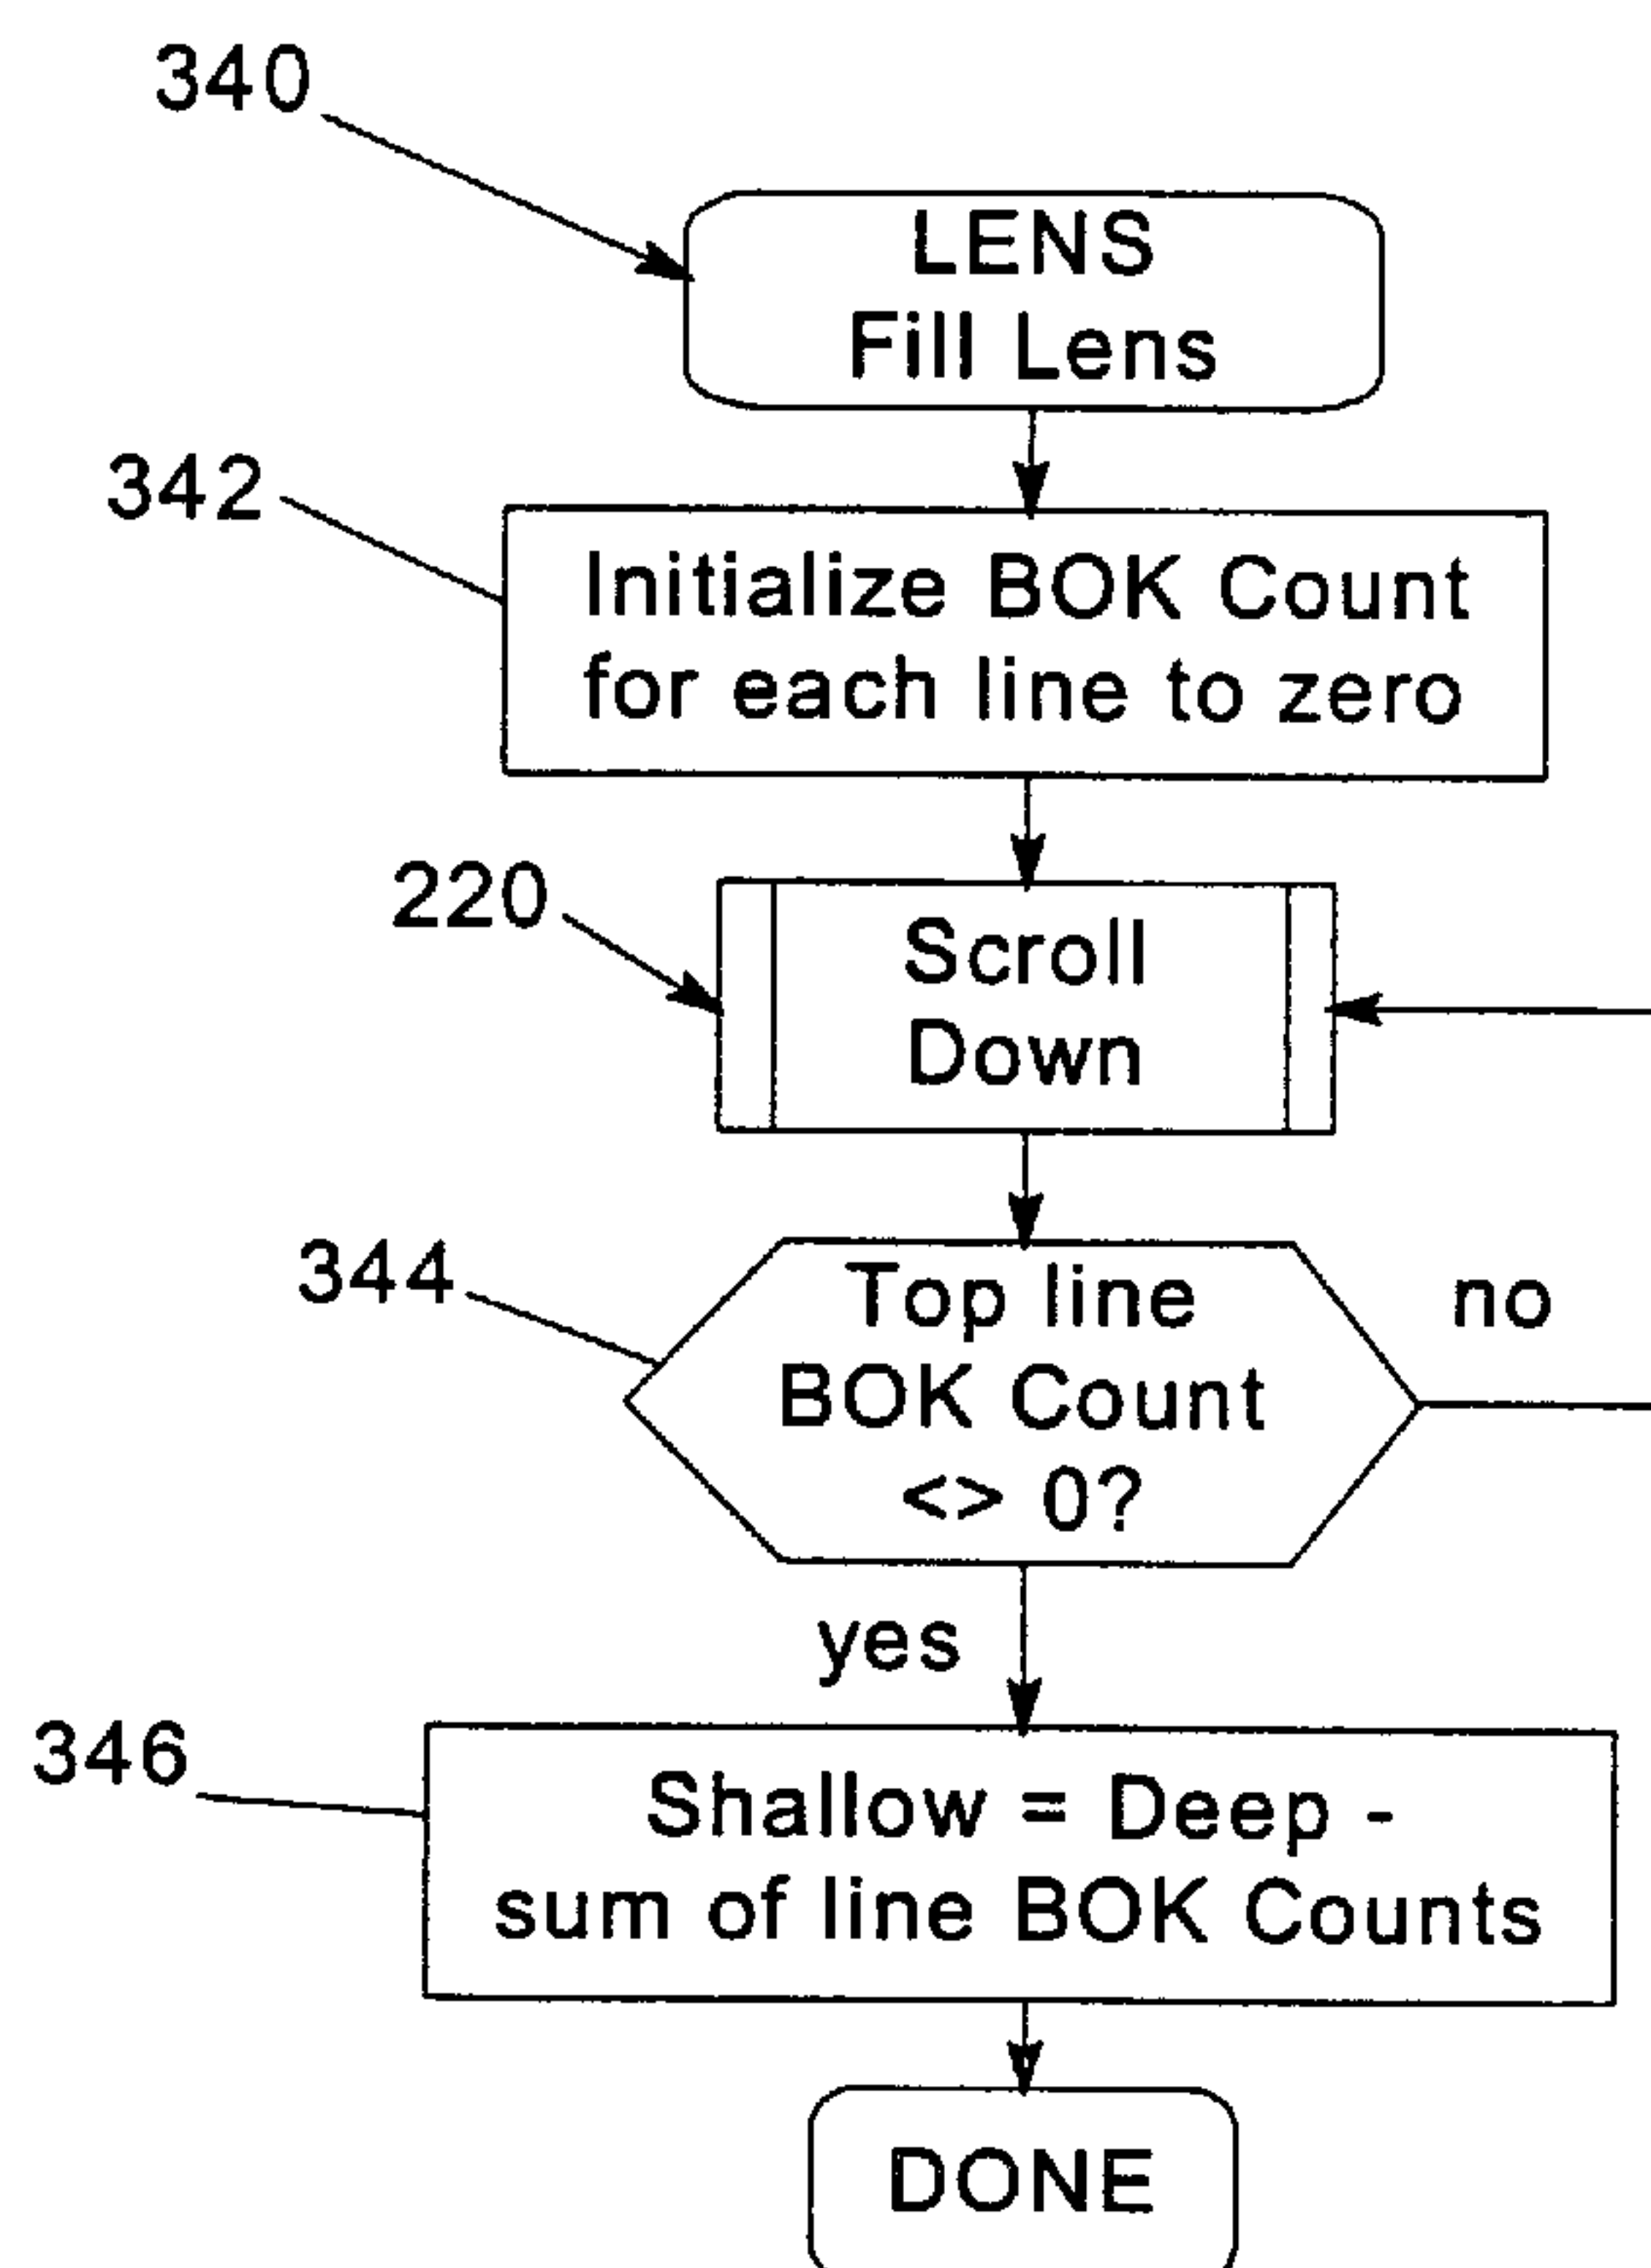 340
LENS
Fill Lens
342
Initialize BOK Count
for each line to zero
220
Scroll
Down
344
Top line
BOK Count
<> 0?
no
yes
346
Shallow = Deep -
sum of line BOK Counts
DONE